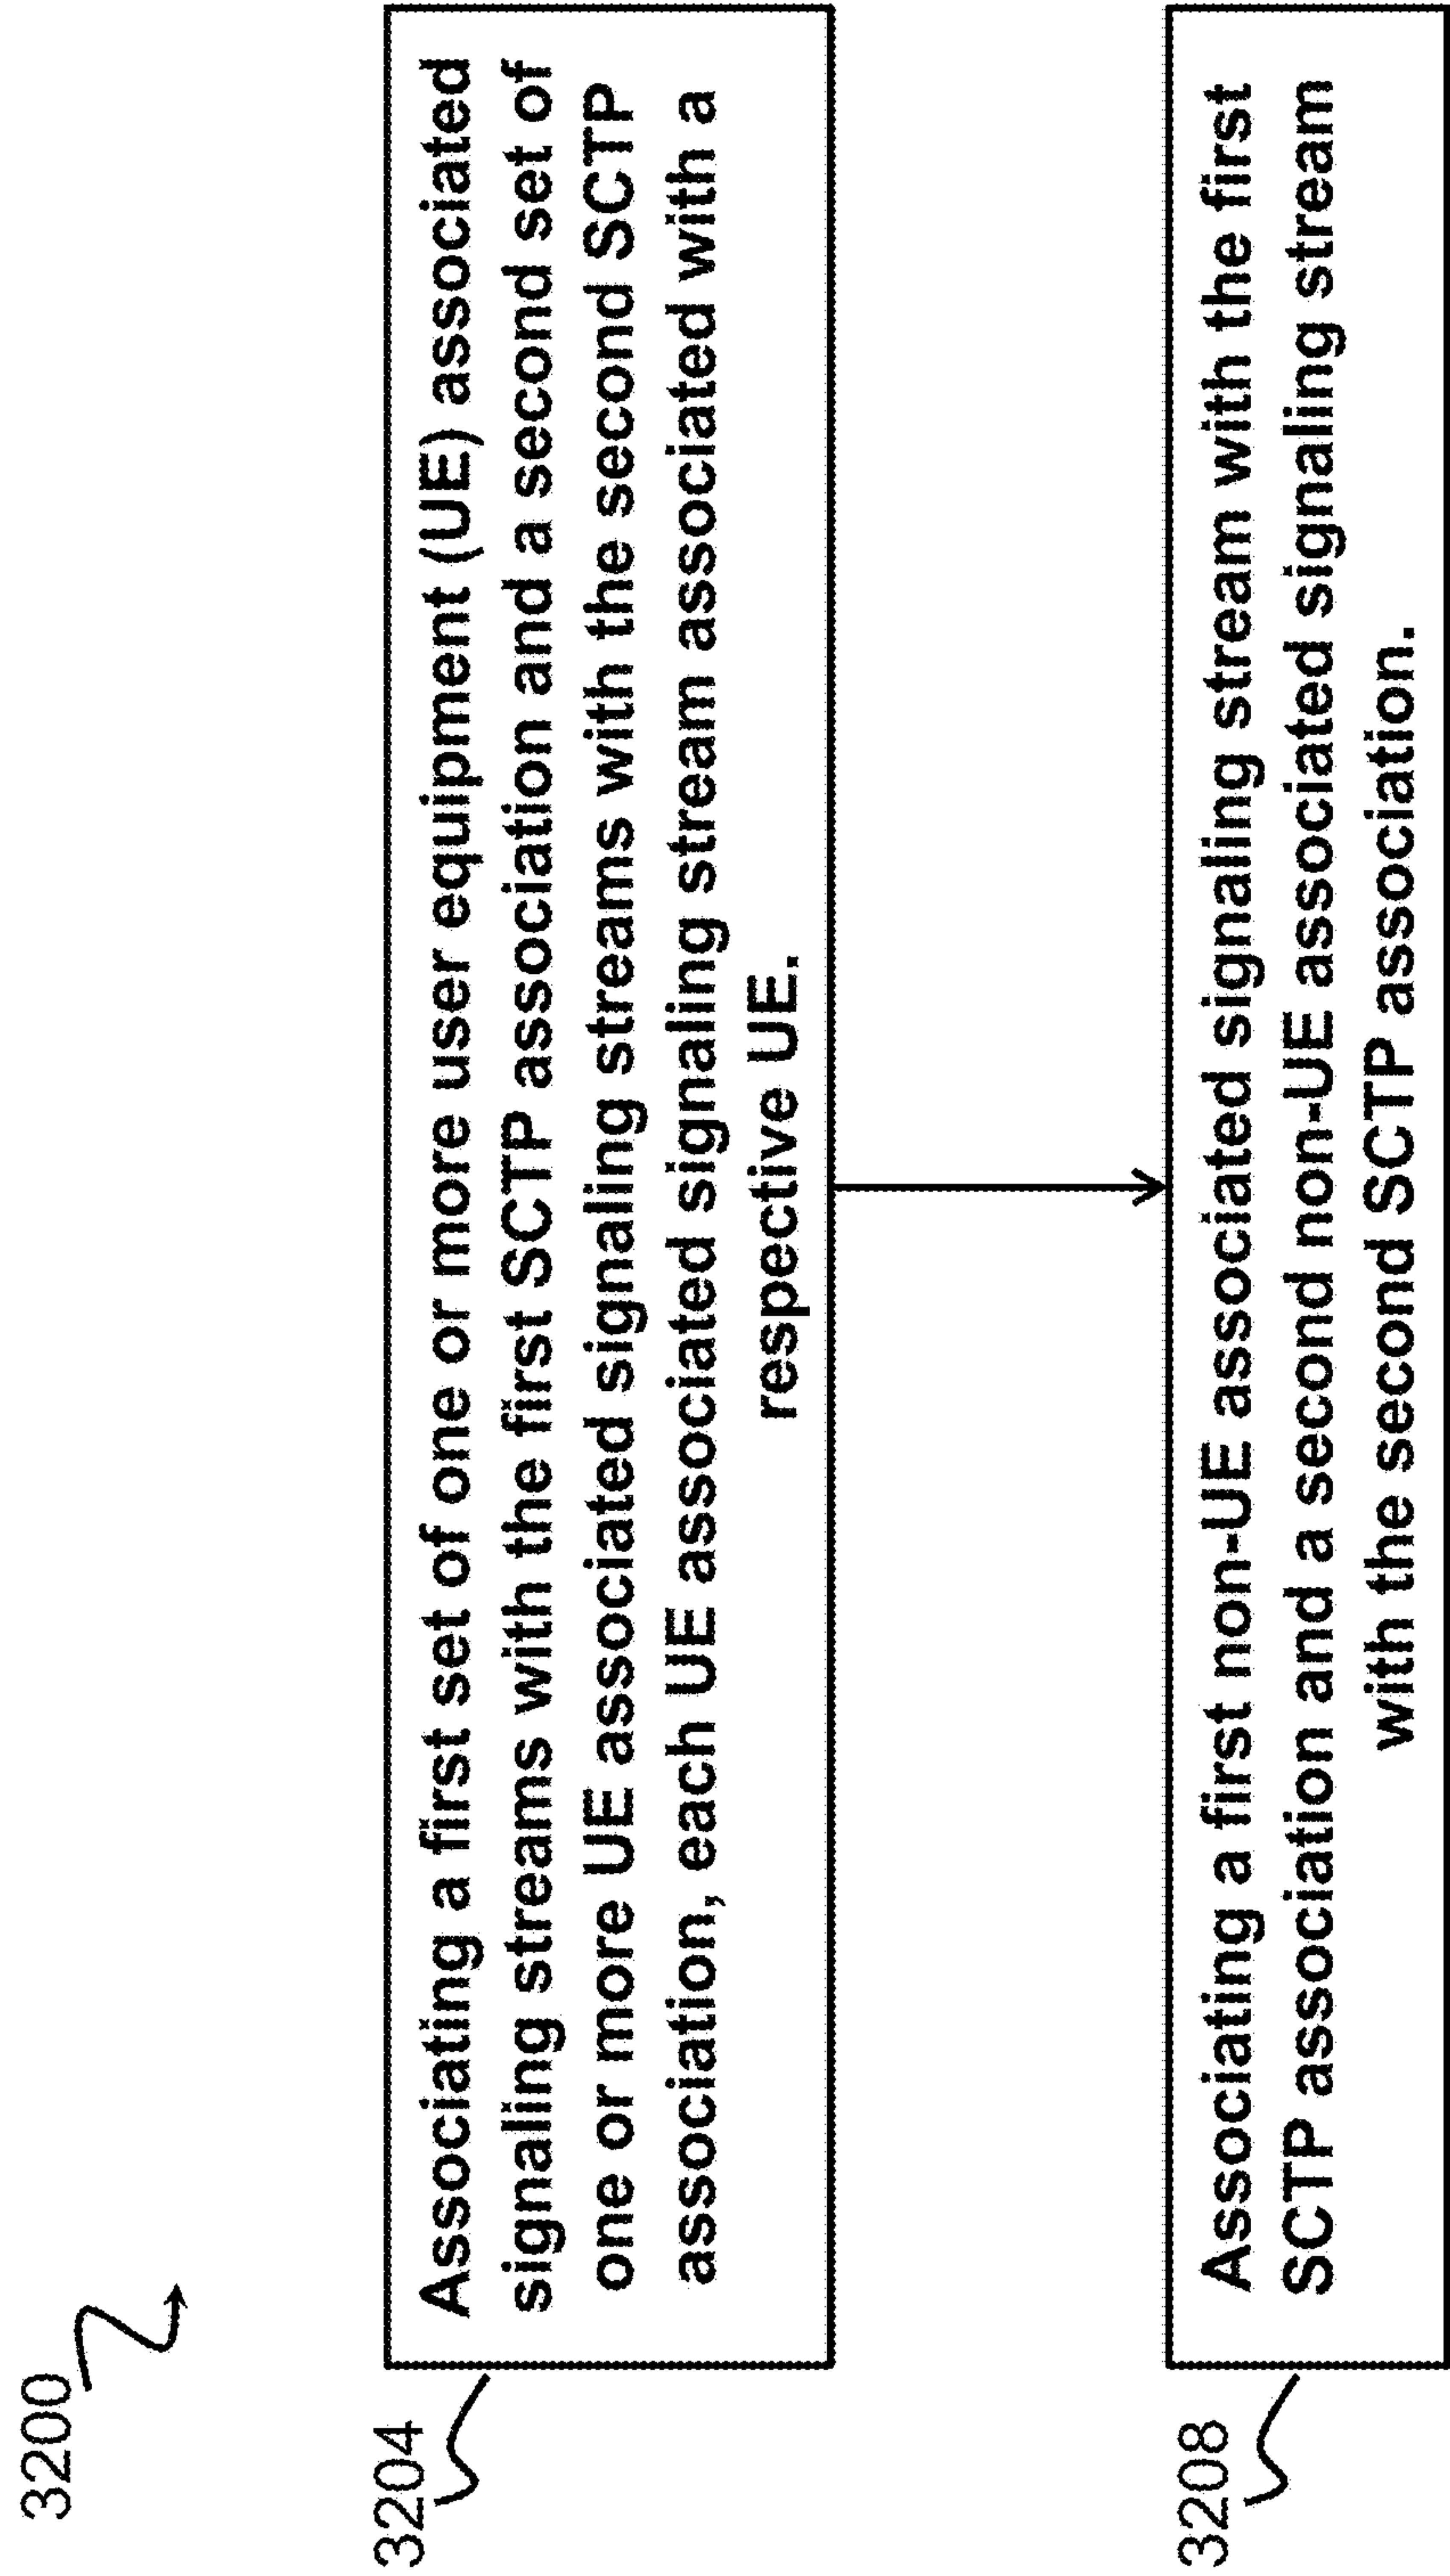 3200
3204
Associating a first set of one or more user equipment (UE) associated
signaling streams with the first SCTP association and a second set of
one or more UE associated signaling streams with the second SCTP
association, each UE associated signaling stream associated with a
respective UE.
3208
Associating a first non-UE associated signaling stream with the first
SCTP association and a second non-UE associated signaling stream
with the second SCTP association.